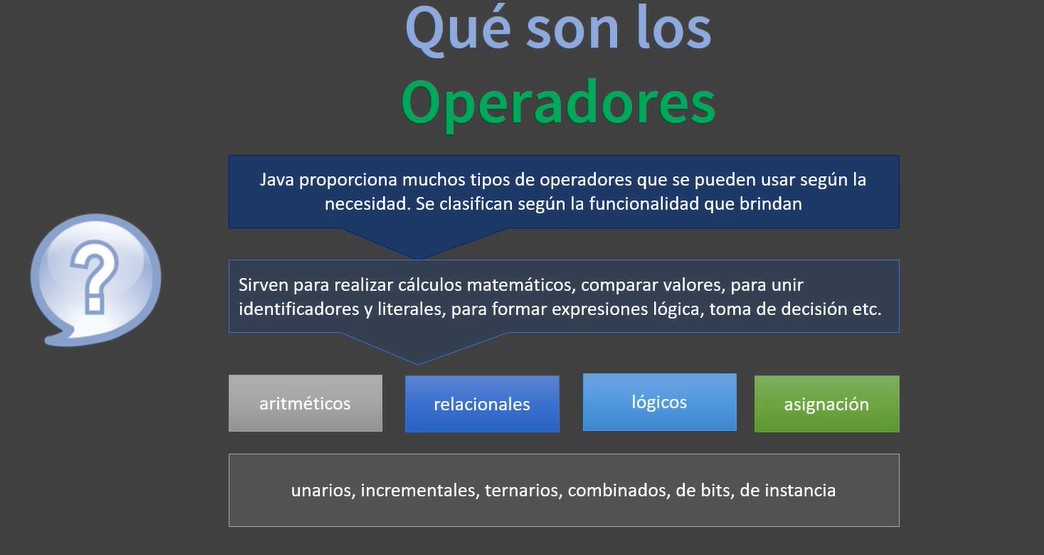 Qué son los
Operadores
Java proporciona muchos tipos de operadores que se pueden usar según la
necesidad. Se clasifican según la funcionalidad que brindan
?
Sirven para realizar cálculos matemáticos, comparar valores, para unir
identificadores y literales, para formar expresiones lógica, toma de decisión etc.
aritméticos
relacionales
lógicos
asignación
unarios, incrementales, ternarios, combinados, de bits, de instancia